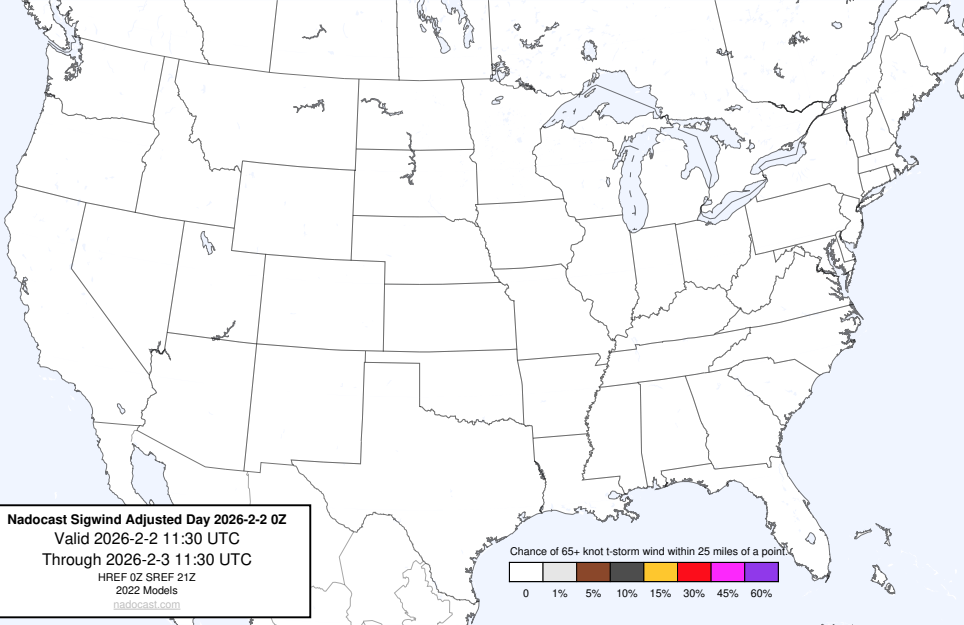 Nadocast Sigwind Adjusted Day 2026-2-2 0Z
Valid 2026-2-2 11:30 UTC
Through 2026-2-3 11:30 UTC
HREF 0Z SREF 21Z
2022 Models
nadocast.com
Chance of 65+ knot t-storm wind within 25 miles of a point.
0 1% 5% 10% 15% 30% 45% 60%